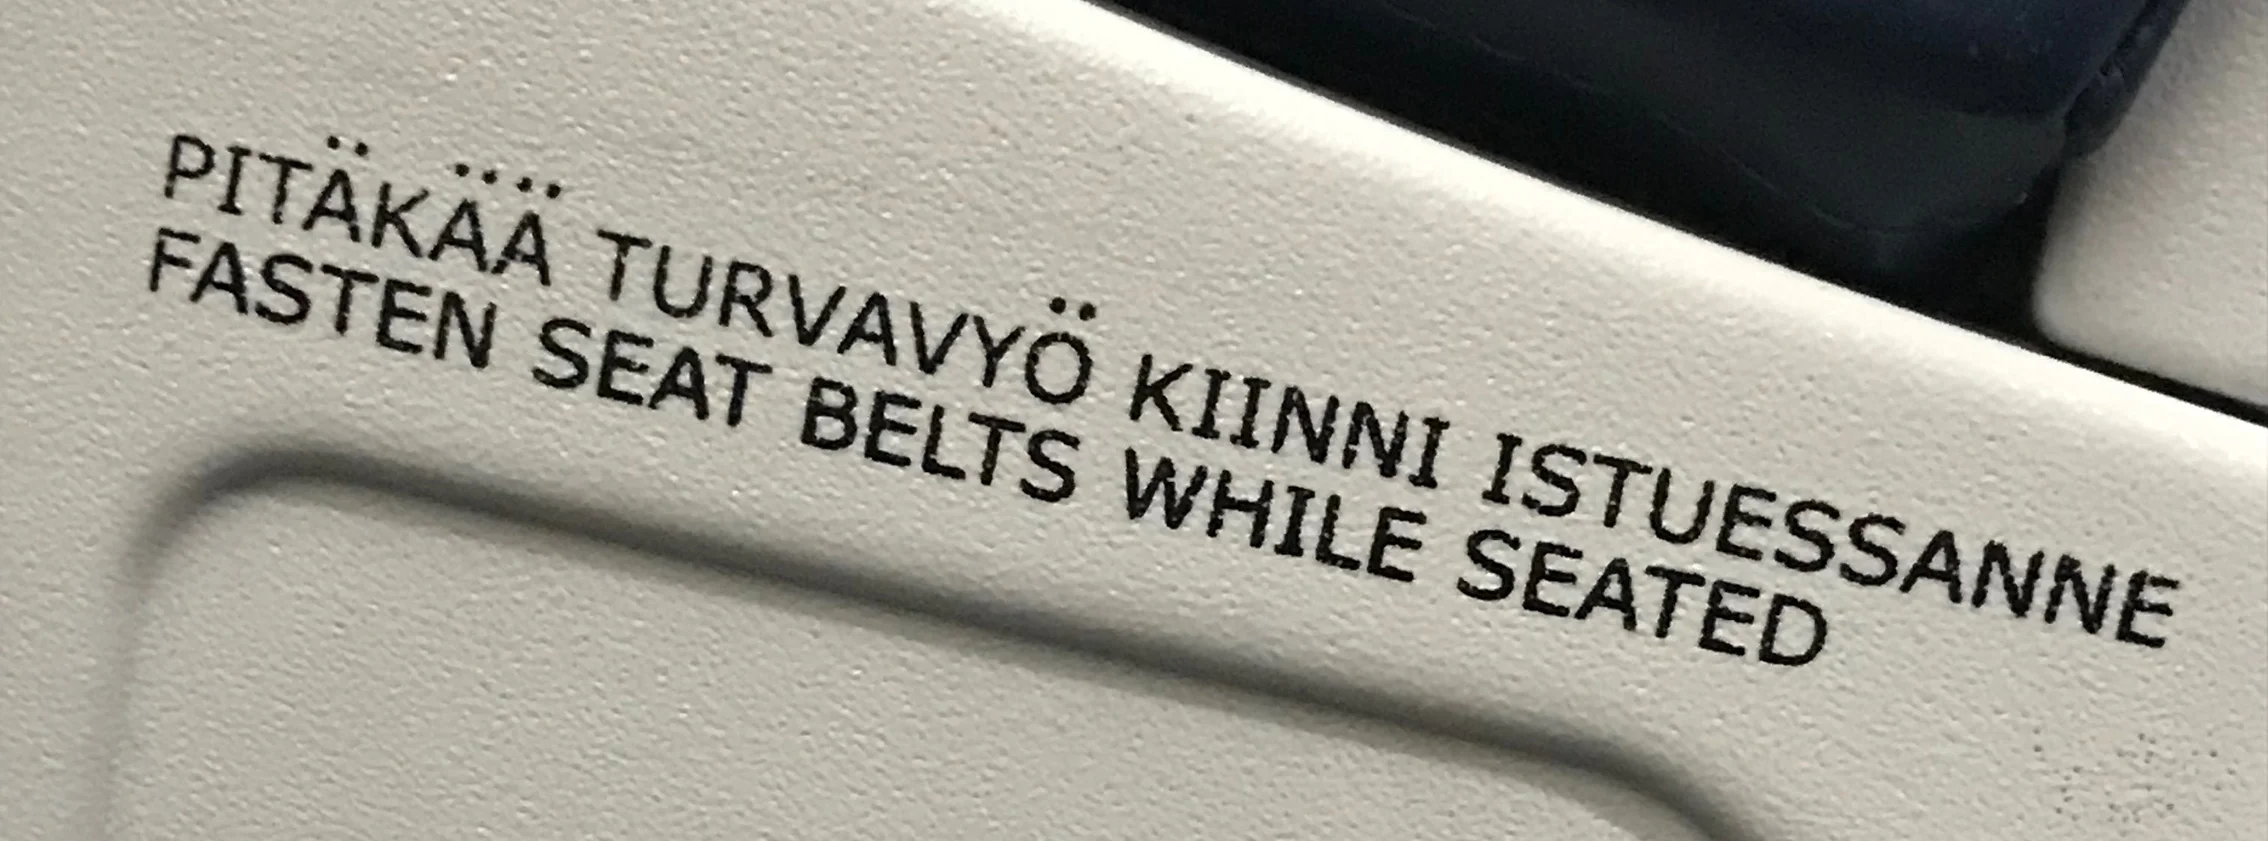 PITÄKÄÄ TURVAVYÖ KIINNI ISTUESSANNE
FASTEN SEAT BELTS WHILE SEATED